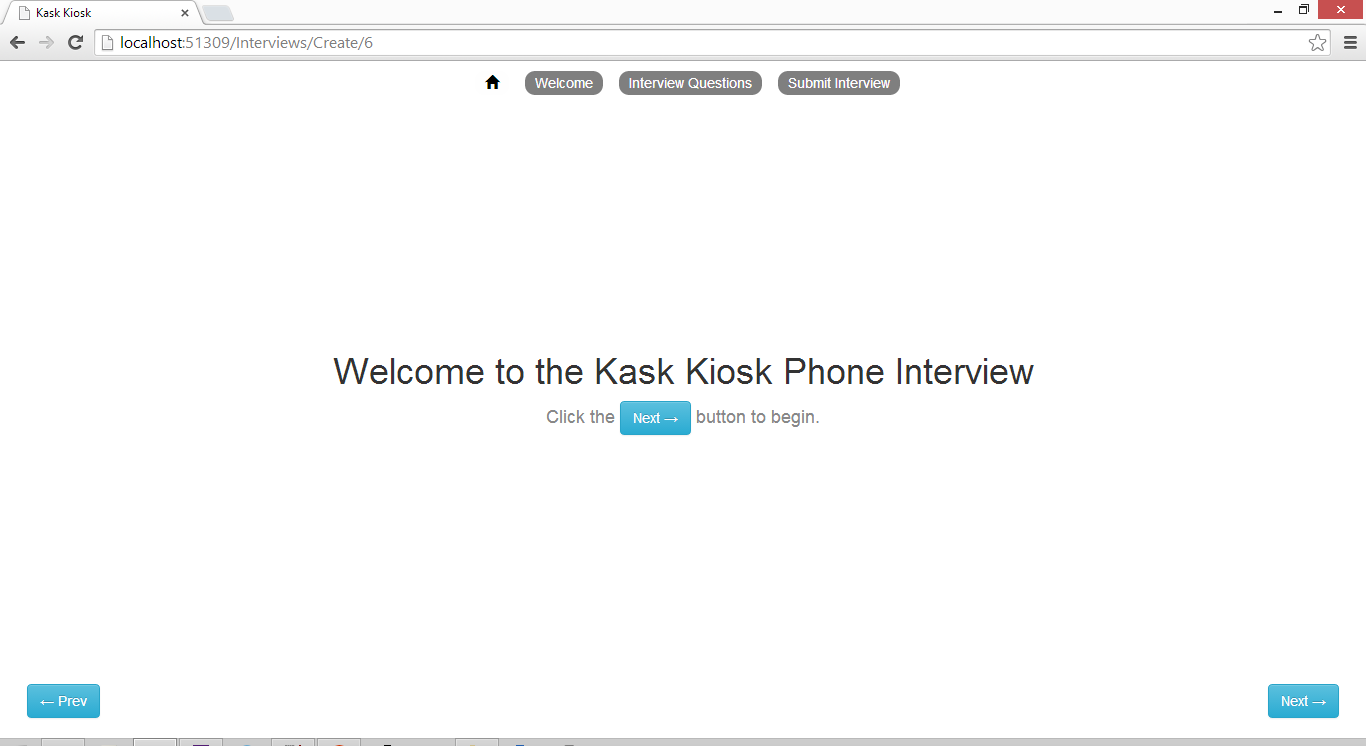 Kask Kiosk
localhost:51309/Interviews/Create/6
Welcome Interview Questions Submit Interview
Welcome to the Kask Kiosk Phone Interview
Click the Next → button to begin.
← Prev Next →